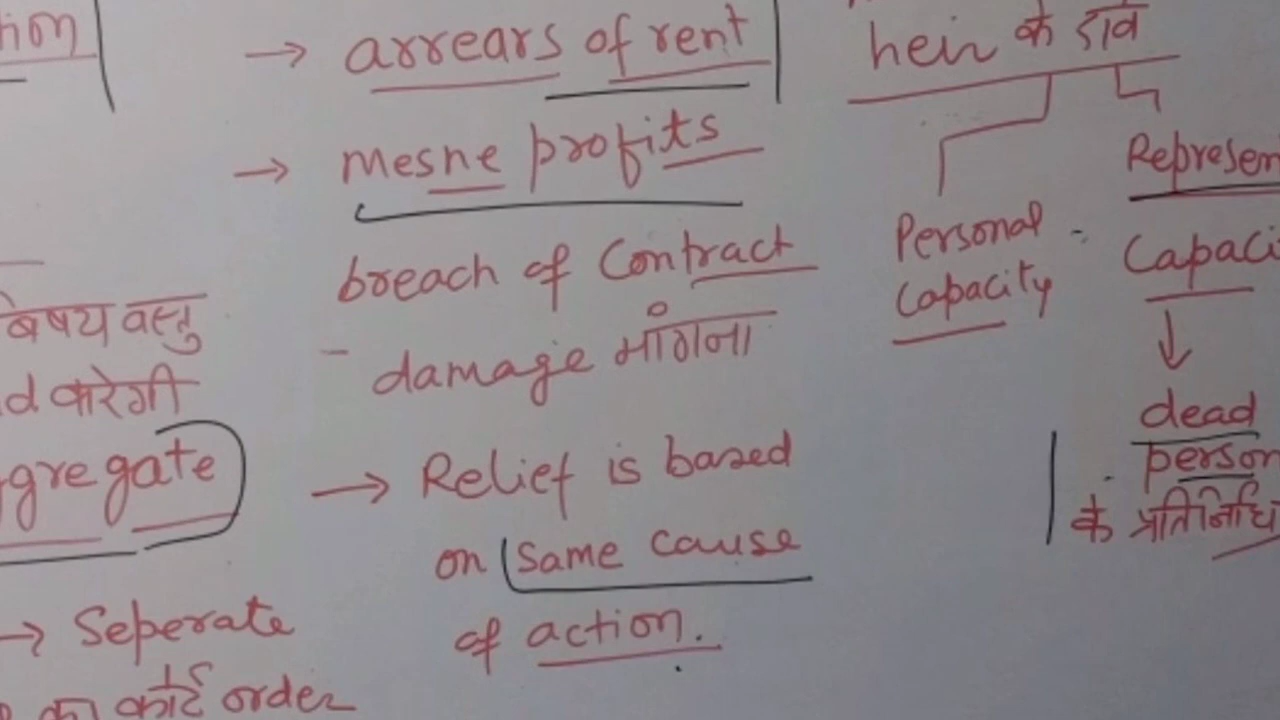 arrears of rent
mesne profits
breach of Contract
- damage मांगना
→ Relief is based
on same cause
of action.
heir के दावे
Personal
capacity
Represen
Capaci
↓
dead
person
के प्रतिनिधि
विषय वस्तु
करेगी
gregate
→ Seperate
का कोर्ट order